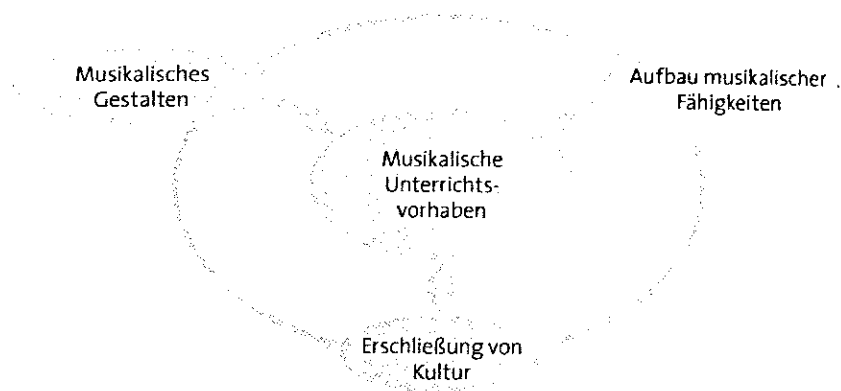 Musikalisches
Gestalten
Aufbau musikalischer
Fähigkeiten
Musikalische
Unterrichts-
vorhaben
Erschließung von
Kultur